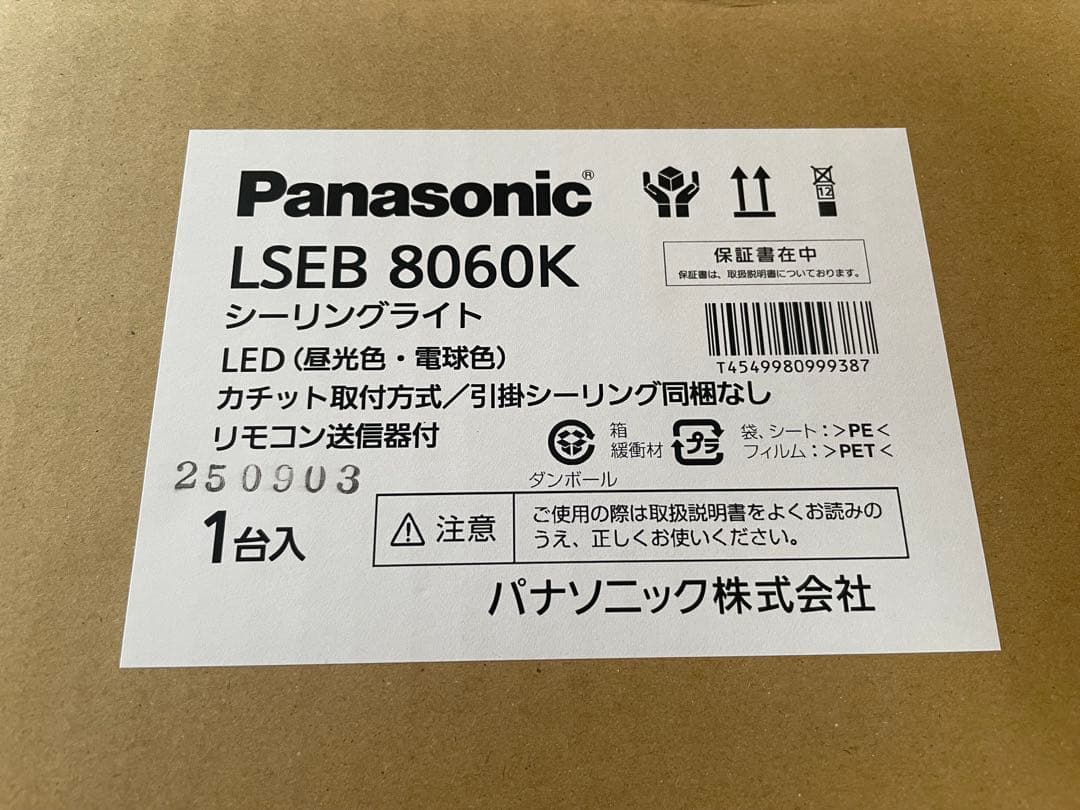 Panasonic®
12
LSEB 8060K
保証書在中
保証書は、取扱説明書についております。
シーリングライト
T4549980999387
LED(昼光色・電球色)
カチット取付方式/引掛シーリング同梱なし
リモコン送信器付
箱
緩衝材
ダンボール
プラ
袋、シート:>PE<
フィルム:>PET<
250903
1台入
注意
ご使用の際は取扱説明書をよくお読みの
うえ、正しくお使いください。
パナソニック株式会社